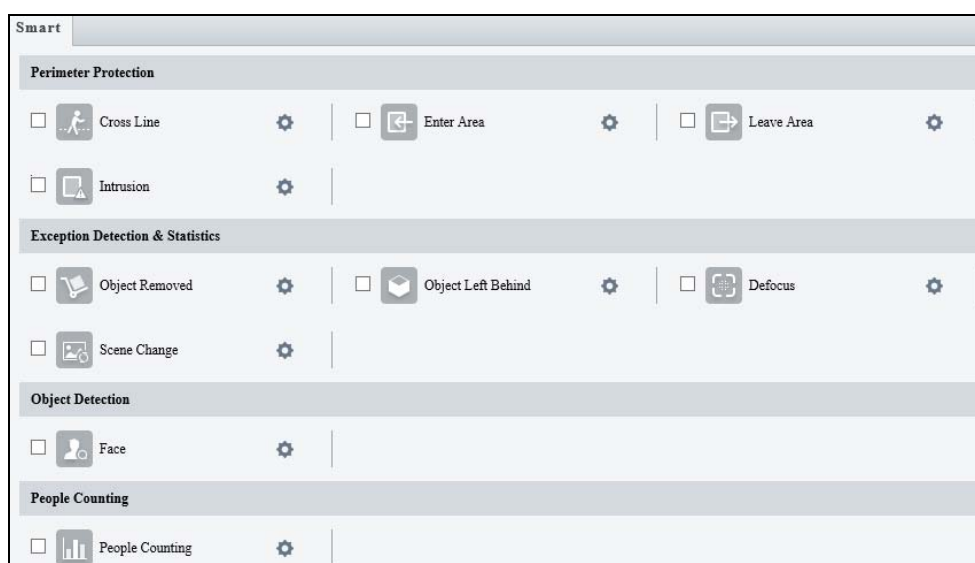 Smart
Perimeter Protection
Cross Line
Enter Area
Leave Area
Intrusion
Exception Detection & Statistics
Object Removed
Object Left Behind
Defocus
Scene Change
Object Detection
Face
People Counting
People Counting